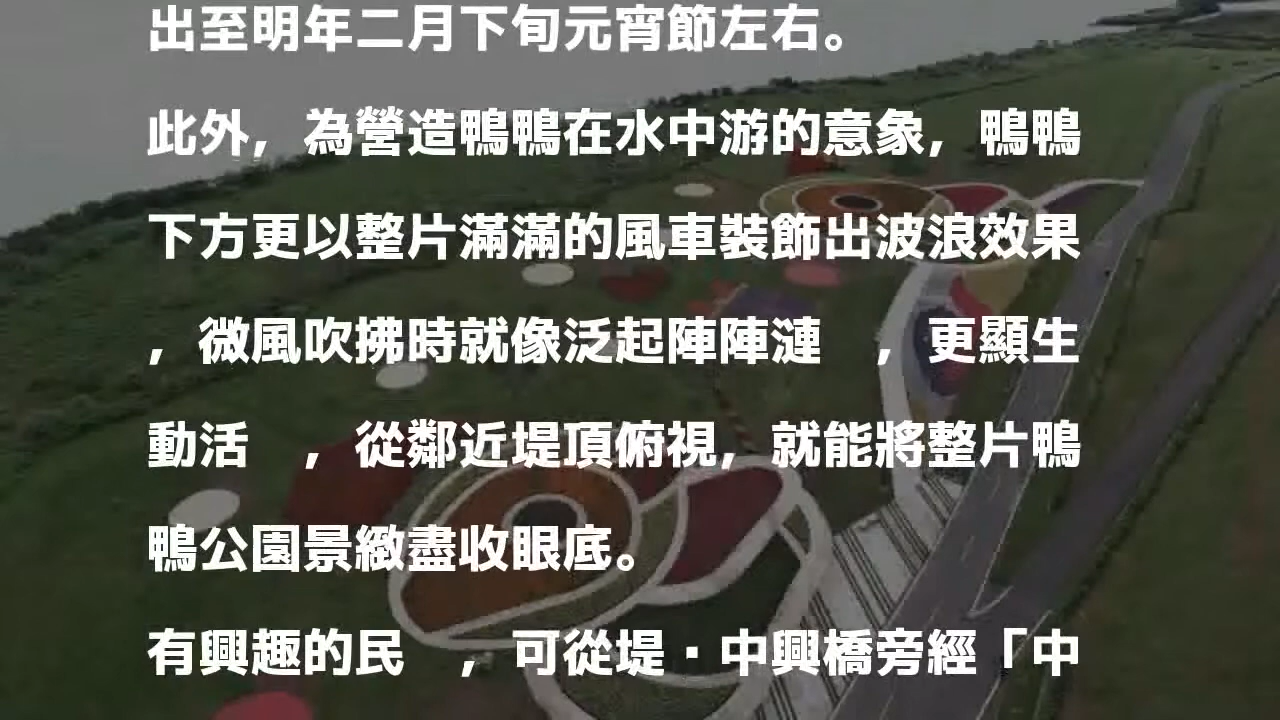 出至明年二月下旬元宵節左右。
此外，為營造鴨鴨在水中游的意象，鴨鴨
下方更以整片滿滿的風車裝飾出波浪效果
，微風吹拂時就像泛起陣陣漣　，更顯生
動活　，從鄰近堤頂俯視，就能將整片鴨
鴨公園景緻盡收眼底。
有興趣的民　，可從堤·中興橋旁經「中